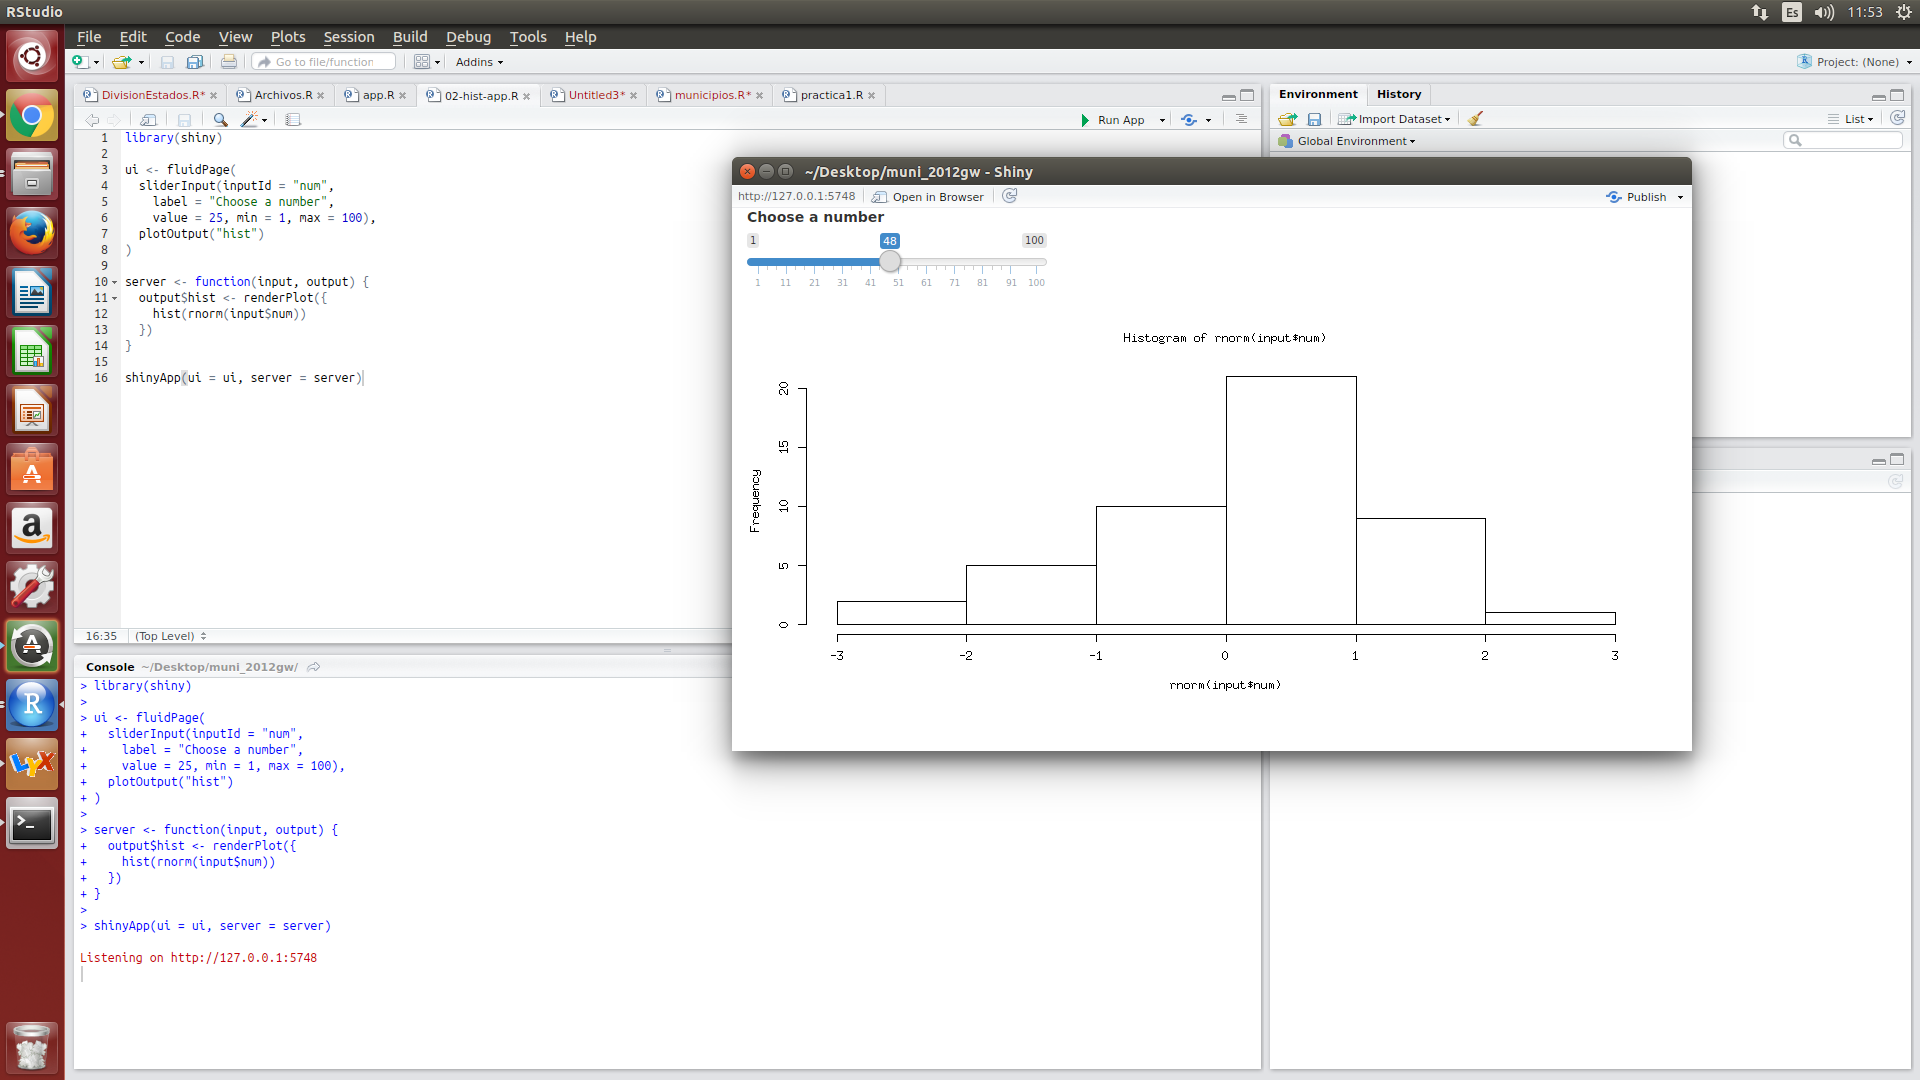 RStudio
Es
11:53
File Edit Code View Plots Session Build Debug Tools Help
Go to file/function
Addins
Project: (None)
DivisionEstados.R* Archivos.R app.R 02-hist-app.R Untitled3* municipios.R* practica1.R
Run App
1 library(shiny)
2
3 ui <- fluidPage(
4 sliderInput(inputId = "num",
5 label = "Choose a number",
6 value = 25, min = 1, max = 100),
7 plotOutput("hist")
8 )
9
10 server <- function(input, output) {
11 output$hist <- renderPlot({
12 hist(rnorm(input$num))
13 })
14 }
15
16 shinyApp(ui = ui, server = server)
16:35 (Top Level)
Console ~/Desktop/muni_2012gw/
> library(shiny)
>
> ui <- fluidPage(
+ sliderInput(inputId = "num",
+ label = "Choose a number",
+ value = 25, min = 1, max = 100),
+ plotOutput("hist")
+ )
>
> server <- function(input, output) {
+ output$hist <- renderPlot({
+ hist(rnorm(input$num))
+ })
+ }
>
> shinyApp(ui = ui, server = server)
Listening on http://127.0.0.1:5748
Environment History
Import Dataset
List
Global Environment
~/Desktop/muni_2012gw - Shiny
http://127.0.0.1:5748 Open in Browser
Publish
Choose a number
1 48 100
1 11 21 31 41 51 61 71 81 91 100
Histogram of rnorm(input$num)
Frequency
20
15
10
5
0
-3 -2 -1 0 1 2 3
rnorm(input$num)
R
LyX